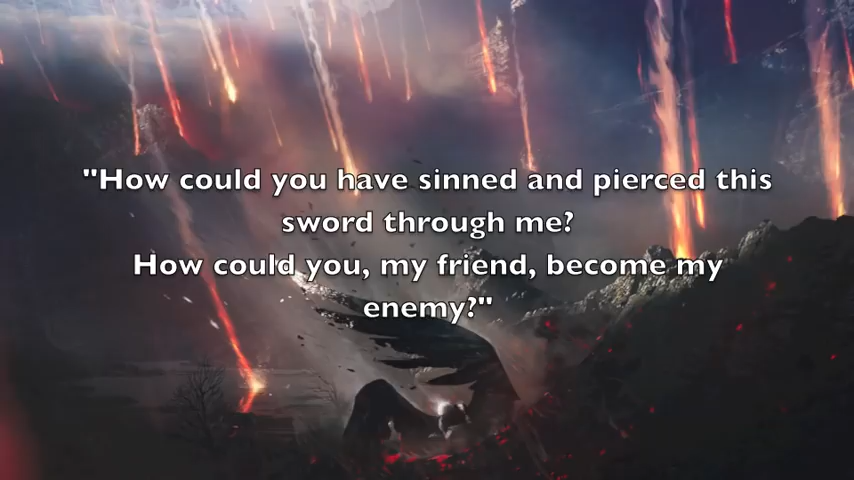 "How could you have sinned and pierced this
sword through me?
How could you, my friend, become my
enemy?"